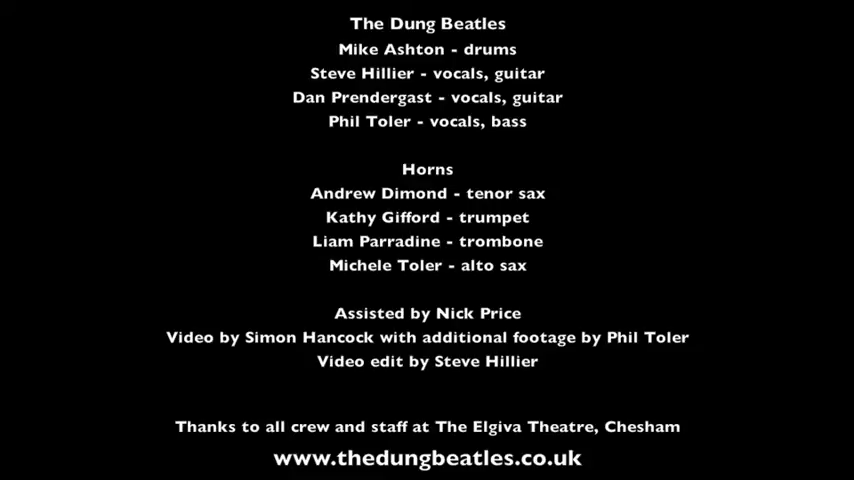 The Dung Beatles
Mike Ashton - drums
Steve Hillier - vocals, guitar
Dan Prendergast - vocals, guitar
Phil Toler - vocals, bass
Horns
Andrew Dimond - tenor sax
Kathy Gifford - trumpet
Liam Parradine - trombone
Michele Toler - alto sax
Assisted by Nick Price
Video by Simon Hancock with additional footage by Phil Toler
Video edit by Steve Hillier
Thanks to all crew and staff at The Elgiva Theatre, Chesham
www.thedungbeatles.co.uk